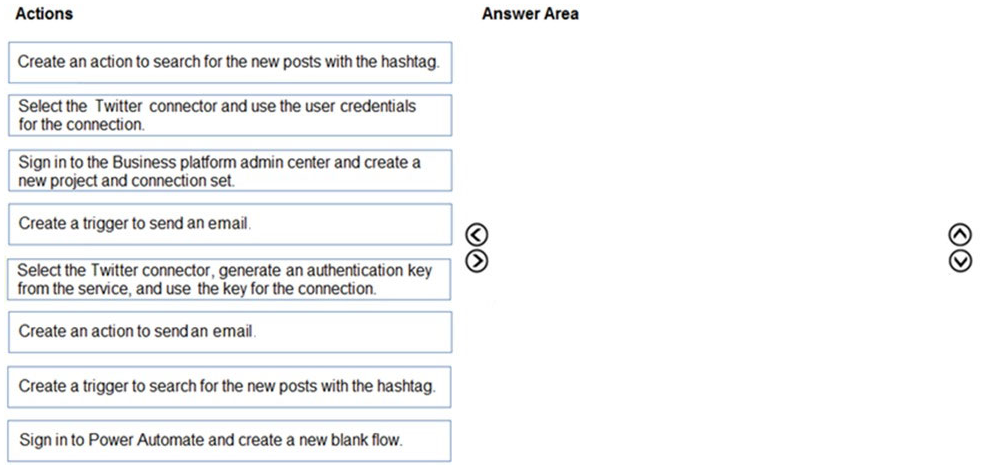 Actions
Answer Area
Create an action to search for the new posts with the hashtag.
Select the Twitter connector and use the user credentials
for the connection.
Sign in to the Business platform admin center and create a
new project and connection set.
Create a trigger to send an email.
Select the Twitter connector, generate an authentication key
from the service, and use the key for the connection.
Create an action to send an email.
Create a trigger to search for the new posts with the hashtag.
Sign in to Power Automate and create a new blank flow.